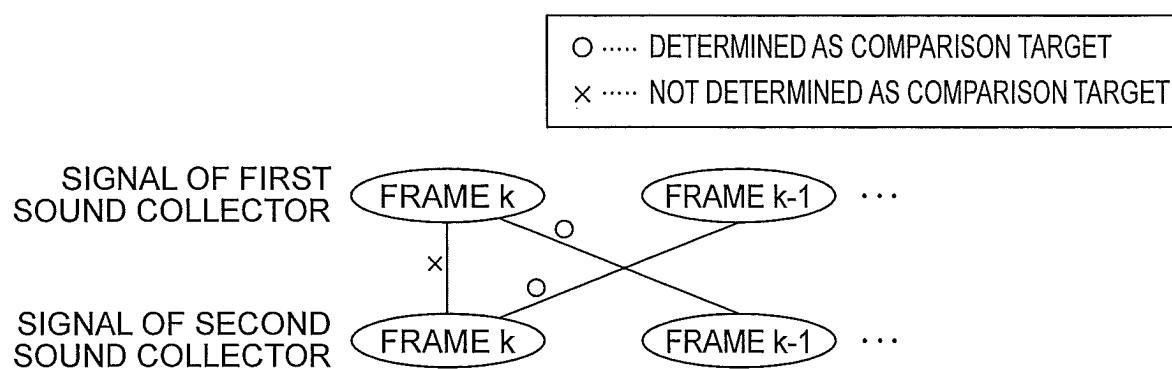 ○ ····· DETERMINED AS COMPARISON TARGET
× ····· NOT DETERMINED AS COMPARISON TARGET
SIGNAL OF FIRST
SOUND COLLECTOR
FRAME k
FRAME k-1
···
○
×
○
SIGNAL OF SECOND
SOUND COLLECTOR
FRAME k
FRAME k-1
···